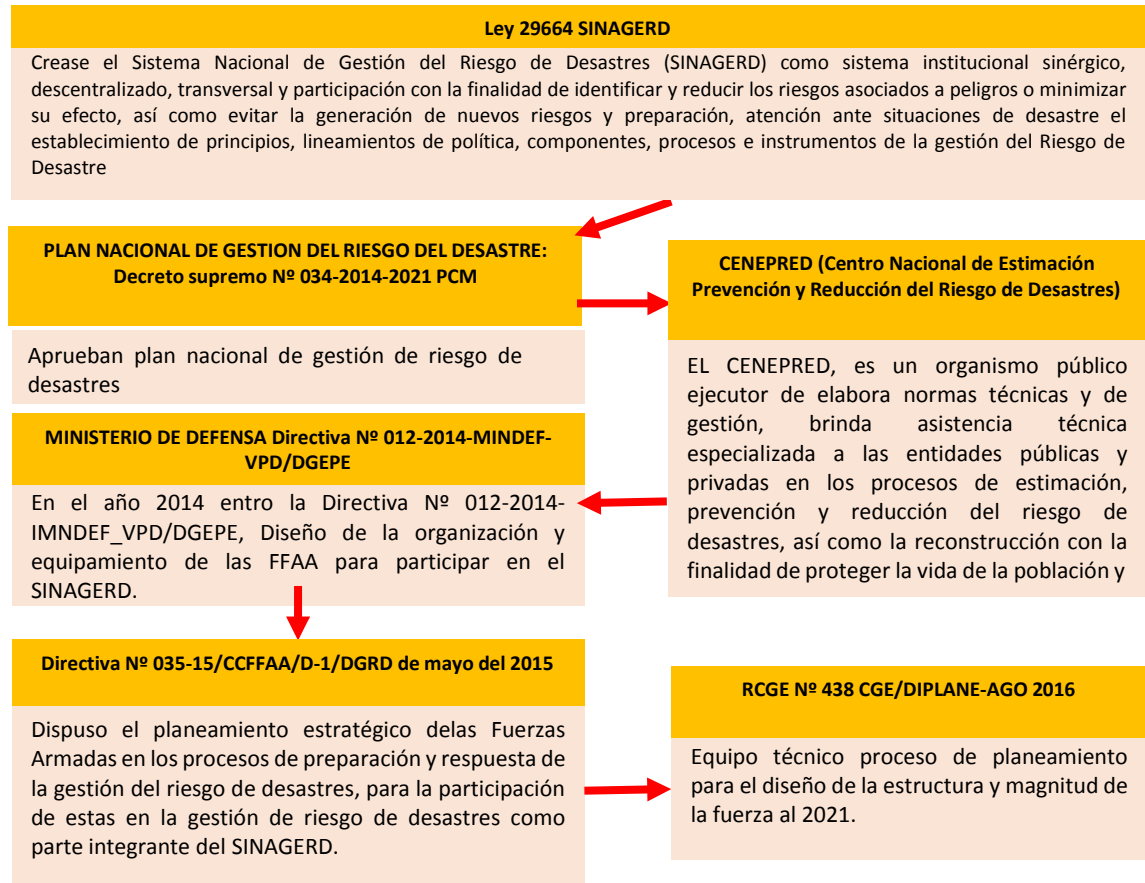 Ley 29664 SINAGERD
Crease el Sistema Nacional de Gestión del Riesgo de Desastres (SINAGERD) como sistema institucional sinérgico,
descentralizado, transversal y participación con la finalidad de identificar y reducir los riesgos asociados a peligros o minimizar
su efecto, así como evitar la generación de nuevos riesgos y preparación, atención ante situaciones de desastre el
establecimiento de principios, lineamientos de política, componentes, procesos e instrumentos de la gestión del Riesgo de
Desastre
PLAN NACIONAL DE GESTION DEL RIESGO DEL DESASTRE:
Decreto supremo Nº 034-2014-2021 PCM
Aprueban plan nacional de gestión de riesgo de
desastres
CENEPRED (Centro Nacional de Estimación
Prevención y Reducción del Riesgo de Desastres)
EL CENEPRED, es un organismo público
ejecutor de elabora normas técnicas y de
gestión, brinda asistencia técnica
especializada a las entidades públicas y
privadas en los procesos de estimación,
prevención y reducción del riesgo de
desastres, así como la reconstrucción con la
finalidad de proteger la vida de la población y
MINISTERIO DE DEFENSA Directiva Nº 012-2014-MINDEF-
VPD/DGEPE
En el año 2014 entro la Directiva Nº 012-2014-
IMNDEF_VPD/DGEPE, Diseño de la organización y
equipamiento de las FFAA para participar en el
SINAGERD.
Directiva Nº 035-15/CCFFAA/D-1/DGRD de mayo del 2015
Dispuso el planeamiento estratégico delas Fuerzas
Armadas en los procesos de preparación y respuesta de
la gestión del riesgo de desastres, para la participación
de estas en la gestión de riesgo de desastres como
parte integrante del SINAGERD.
RCGE Nº 438 CGE/DIPLANE-AGO 2016
Equipo técnico proceso de planeamiento
para el diseño de la estructura y magnitud de
la fuerza al 2021.